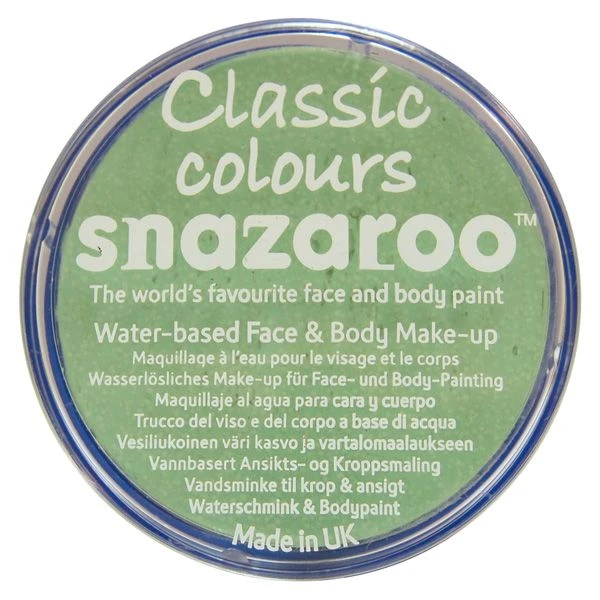 Classic
colours
snazaroo™
The world's favourite face and body paint
Water-based Face & Body Make-up
Maquillage à l'eau pour le visage et le corps
Wasserlösliches Make-up für Face- und Body-Painting
Maquillaje al agua para cara y cuerpo
Trucco del viso e del corpo a base di acqua
Vesiliukoinen väri kasvo ja vartalomaalaukseen
Vannbasert Ansikts- og Kroppsmaling
Vandsminke til krop & ansigt
Waterschmink & Bodypaint
Made in UK